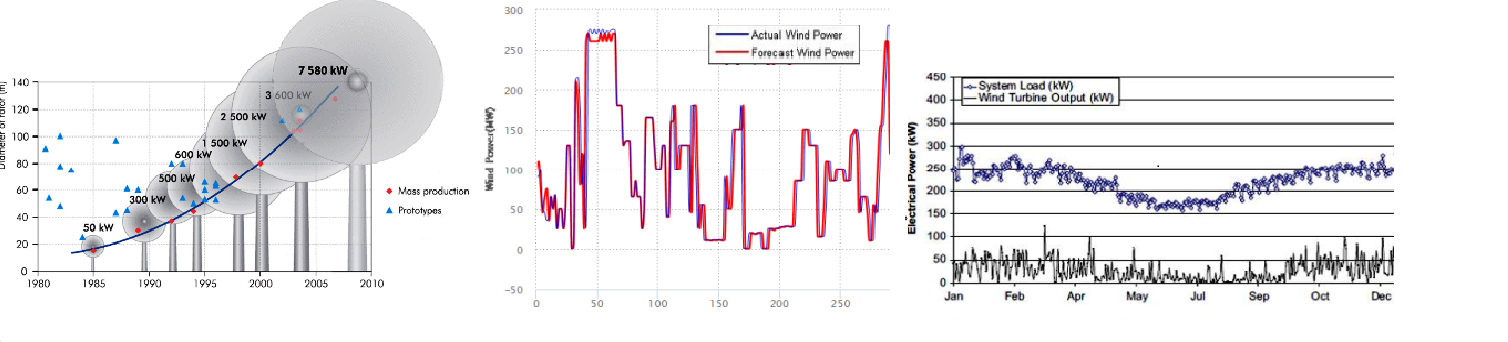 Diameter of rotor (m)
140
120
100
80
60
40
20
0
1980
1985
1990
1995
2000
2005
2010
7 580 kW
3 600 kW
2 500 kW
1 500 kW
600 kW
500 kW
300 kW
50 kW
Mass production
Prototypes
Wind Power(MW)
300
250
200
150
100
50
0
−50
0
50
100
150
200
250
Actual Wind Power
Forecast Wind Power
Electrical Power (kW)
450
400
350
300
250
200
150
100
50
0
System Load (kW)
Wind Turbine Output (kW)
Jan
Feb
Apr
May
Jul
Sep
Oct
Dec